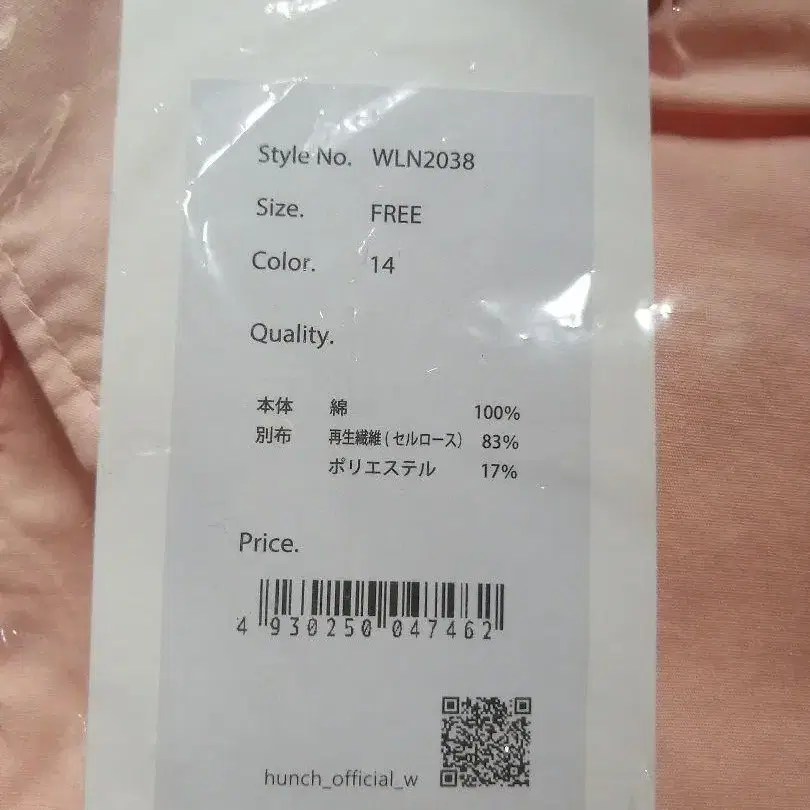 Style No. WLN2038
Size. FREE
Color. 14
Quality.
本体 綿 100%
別布 再生繊維(セルロース) 83%
ポリエステル 17%
Price.
4 930250 047462
hunch_official_w